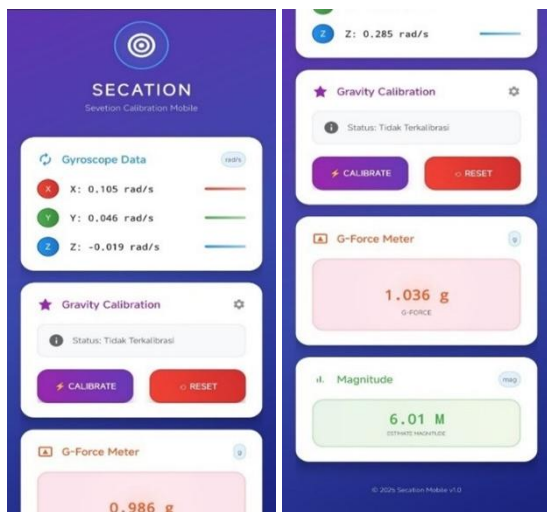 SECATION
Sevetion Calibration Mobile
Gyroscope Data
rad/s
X
X: 0.105 rad/s
Y
Y: 0.046 rad/s
Z
Z: -0.019 rad/s
Gravity Calibration
Status: Tidak Terkalibrasi
CALIBRATE
RESET
G-Force Meter
g
0.986 g
Z
Z: 0.285 rad/s
Gravity Calibration
Status: Tidak Terkalibrasi
CALIBRATE
RESET
G-Force Meter
g
1.036 g
G-FORCE
Magnitude
mag
6.01 M
ESTIMATE MAGNITUDE
© 2025 Secation Mobile v1.0